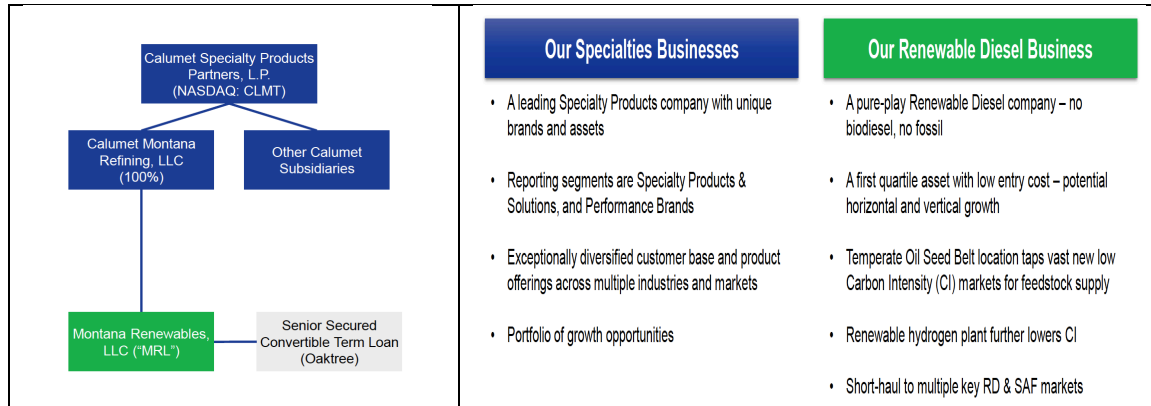 Calumet Specialty Products
Partners, L.P.
(NASDAQ: CLMT)
Calumet Montana
Refining, LLC
(100%)
Other Calumet
Subsidiaries
Montana Renewables,
LLC (“MRL”)
Senior Secured
Convertible Term Loan
(Oaktree)
Our Specialties Businesses
• A leading Specialty Products company with unique
brands and assets
• Reporting segments are Specialty Products &
Solutions, and Performance Brands
• Exceptionally diversified customer base and product
offerings across multiple industries and markets
• Portfolio of growth opportunities
Our Renewable Diesel Business
• A pure-play Renewable Diesel company – no
biodiesel, no fossil
• A first quartile asset with low entry cost – potential
horizontal and vertical growth
• Temperate Oil Seed Belt location taps vast new low
Carbon Intensity (CI) markets for feedstock supply
• Renewable hydrogen plant further lowers CI
• Short-haul to multiple key RD & SAF markets